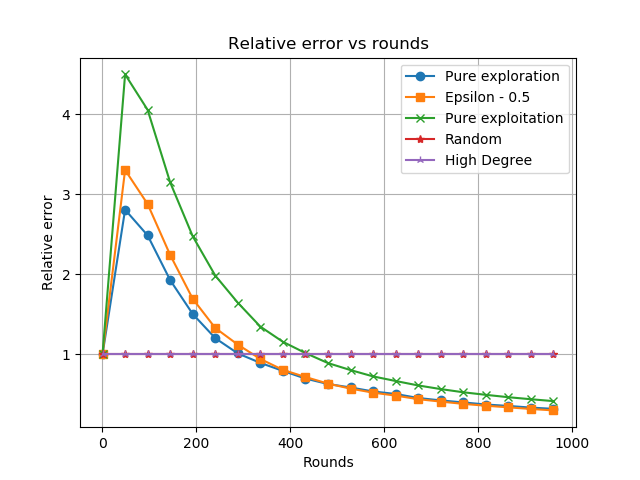 Relative error vs rounds
Pure exploration
Epsilon - 0.5
Pure exploitation
Random
High Degree
4
3
2
1
Relative error
0
200
400
600
800
1000
Rounds